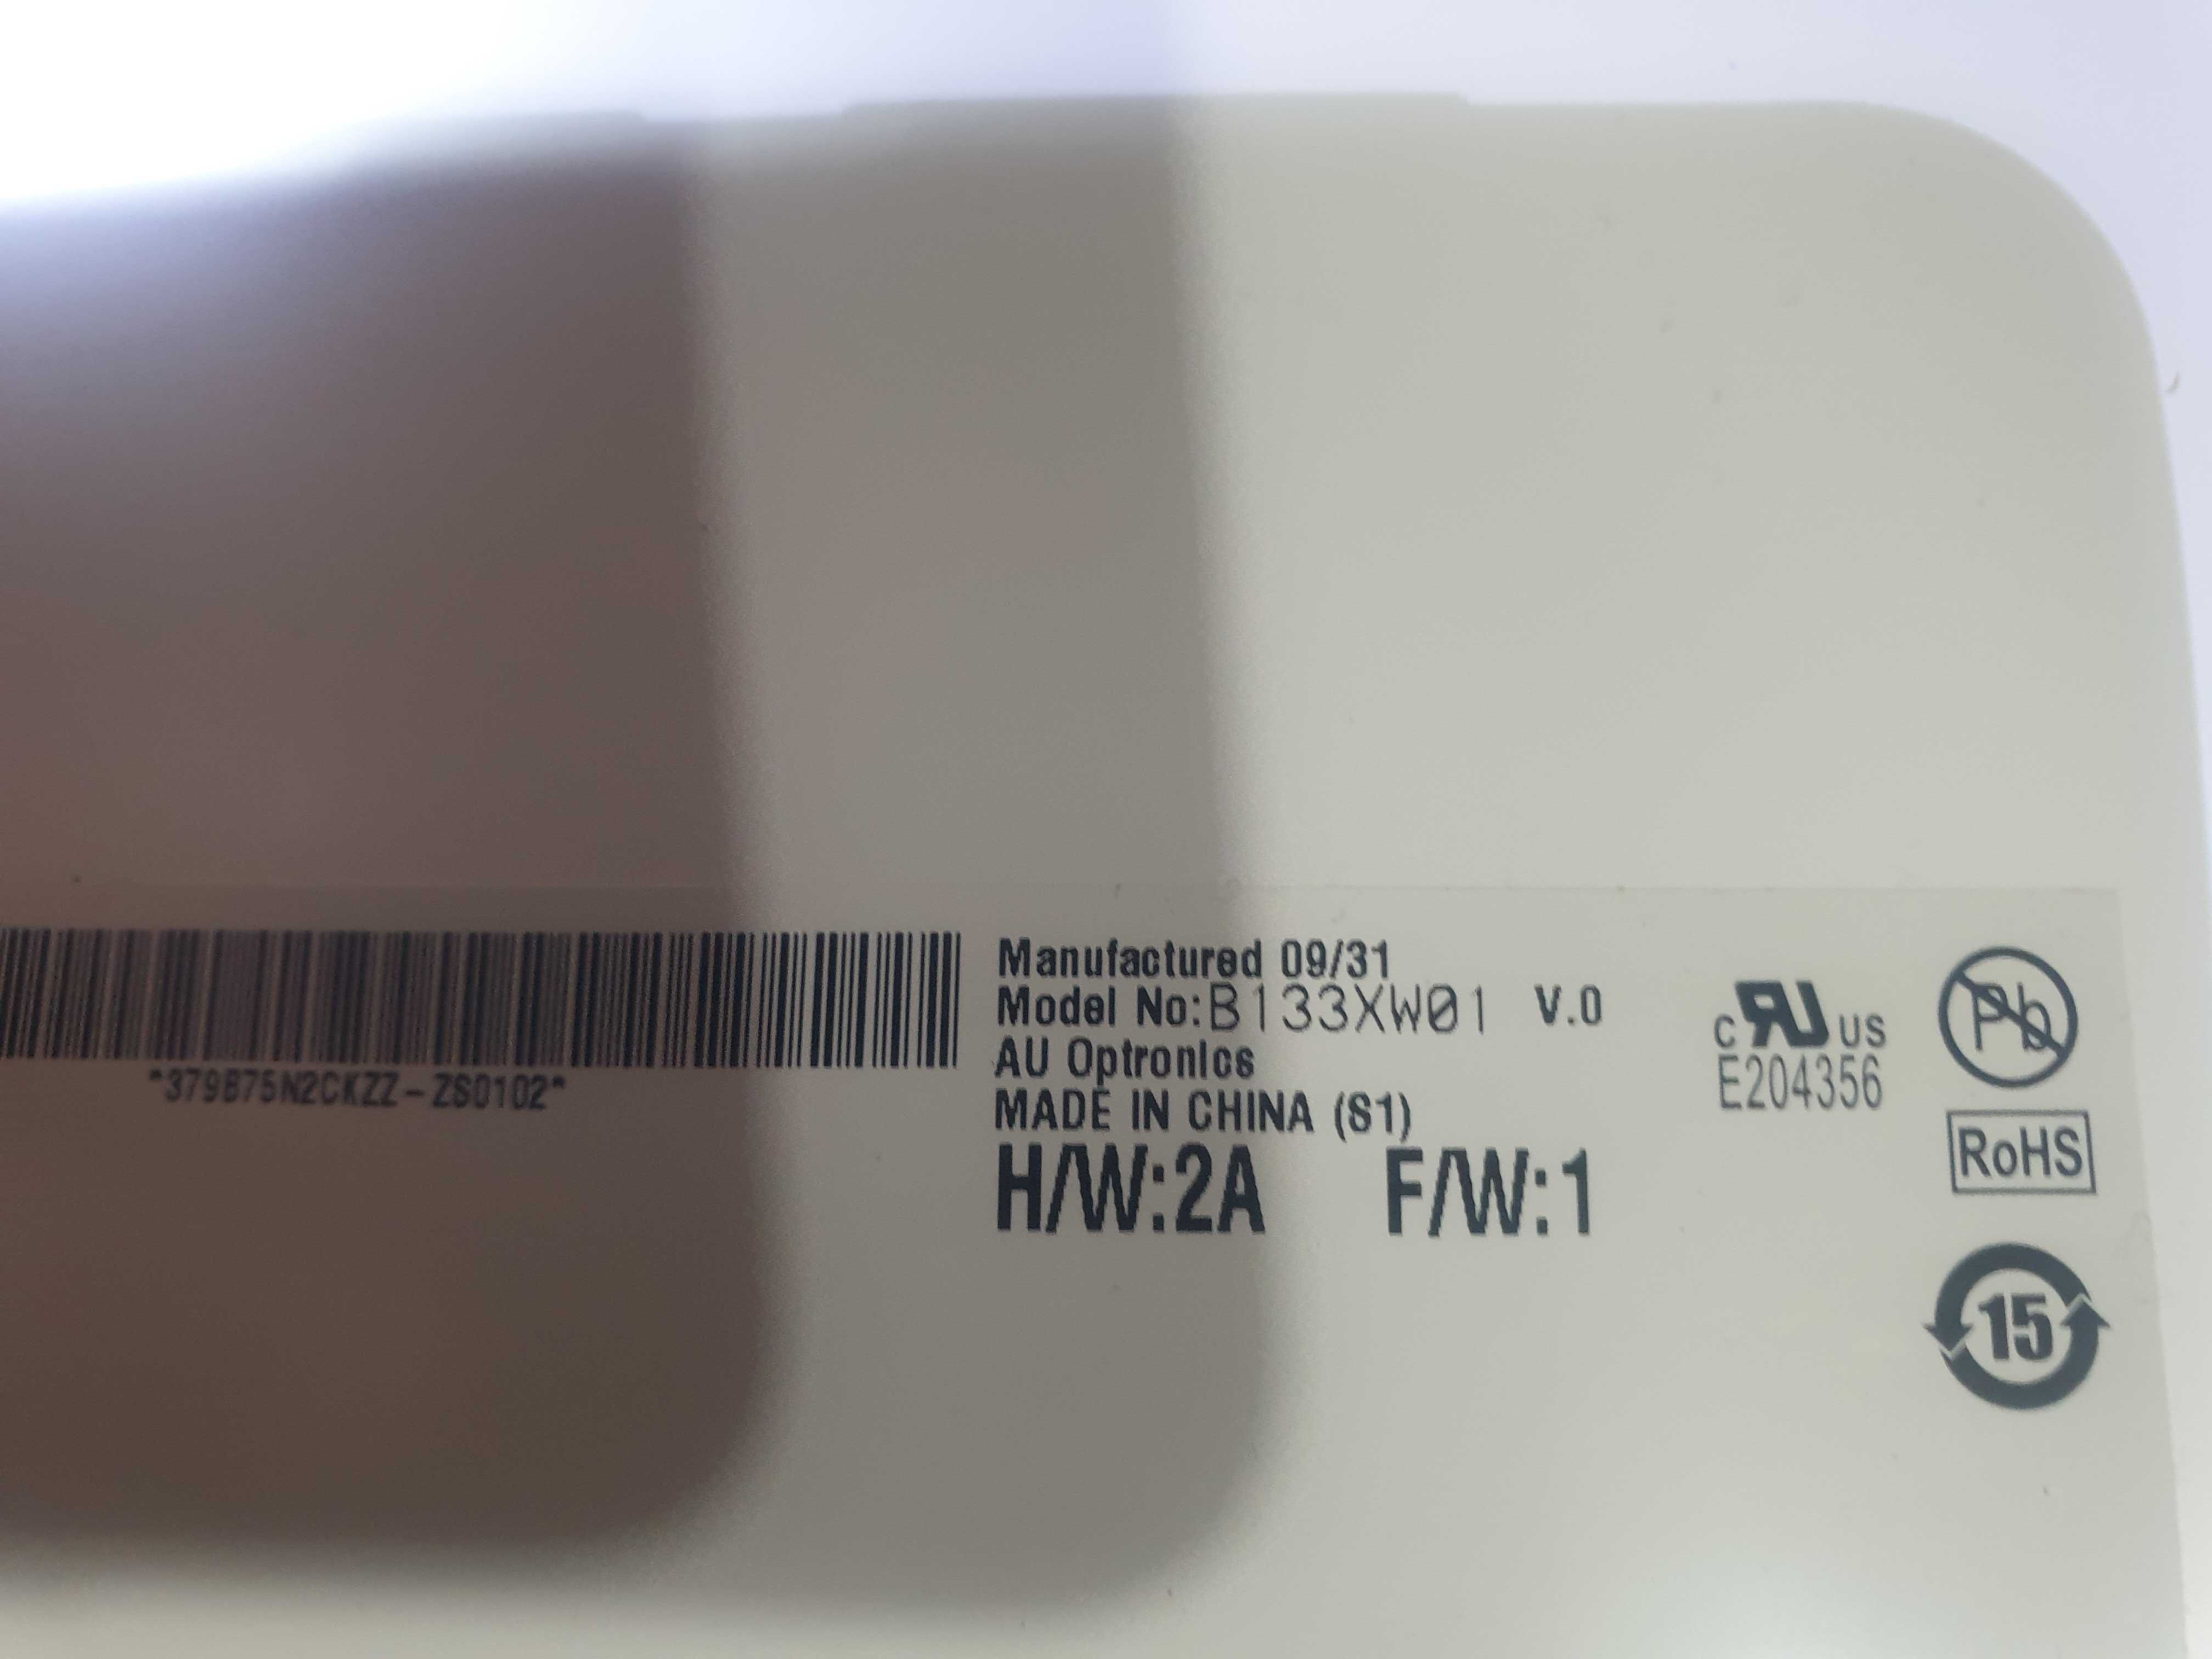 *379B75N2CKZZ-ZS0102*
Manufactured 09/31
Model No:B133XW01 V.0
AU Optronics
MADE IN CHINA (S1)
H/W:2A F/W:1
c RU US
E204356
Pb
RoHS
15